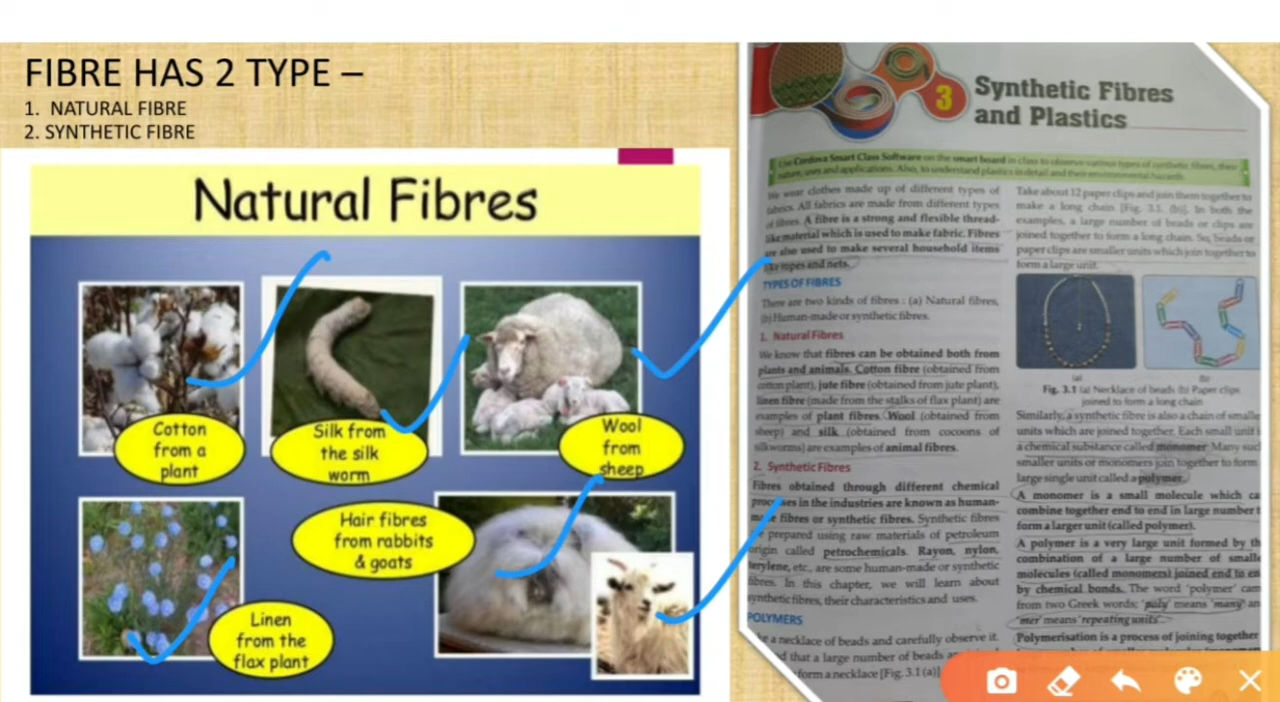 FIBRE HAS 2 TYPE –
1. NATURAL FIBRE
2. SYNTHETIC FIBRE
Natural Fibres
Cotton
from a
plant
Silk from
the silk
worm
Wool
from
sheep
Hair fibres
from rabbits
& goats
Linen
from the
flax plant
3
Synthetic Fibres
and Plastics
Use Cordova Smart Class Software on the smart board in class to observe various types of synthetic fibres, their
nature, uses and applications. Also, to understand plastics in detail and their environmental hazards.
We wear clothes made up of different types of
fabrics. All fabrics are made from different types
of fibres. A fibre is a strong and flexible thread-
like material which is used to make fabric. Fibres
are also used to make several household items
like ropes and nets.
TYPES OF FIBRES
There are two kinds of fibres : (a) Natural fibres,
(b) Human-made or synthetic fibres.
1. Natural Fibres
We know that fibres can be obtained both from
plants and animals. Cotton fibre (obtained from
cotton plant), jute fibre (obtained from jute plant),
linen fibre (made from the stalks of flax plant) are
examples of plant fibres. Wool (obtained from
sheep) and silk (obtained from cocoons of
silkworms) are examples of animal fibres.
2. Synthetic Fibres
Fibres obtained through different chemical
processes in the industries are known as human-
made fibres or synthetic fibres. Synthetic fibres
prepared using raw materials of petroleum
origin called petrochemicals. Rayon, nylon,
terylene, etc., are some human-made or synthetic
fibres. In this chapter, we will learn about
synthetic fibres, their characteristics and uses.
POLYMERS
a necklace of beads and carefully observe it.
that a large number of beads
form a necklace [Fig. 3.1 (a)]
Take about 12 paper clips and join them together to
make a long chain [Fig. 3.1. (b)]. In both the
examples, a large number of beads or clips are
joined together to form a long chain. So, beads or
paper clips are smaller units which join together to
form a large unit.
(a)
(b)
Fig. 3.1 (a) Necklace of beads (b) Paper clips
joined to form a long chain
Similarly, a synthetic fibre is also a chain of smalle
units which are joined together. Each small unit i
a chemical substance called monomer. Many suc
smaller units or monomers join together to form
large single unit called a polymer.
A monomer is a small molecule which ca
combine together end to end in large number t
form a larger unit (called polymer).
A polymer is a very large unit formed by th
combination of a large number of smalle
molecules (called monomers) joined end to en
by chemical bonds. The word 'polymer' cam
from two Greek words; 'poly' means 'many' an
'mer' means 'repeating units'.
Polymerisation is a process of joining together